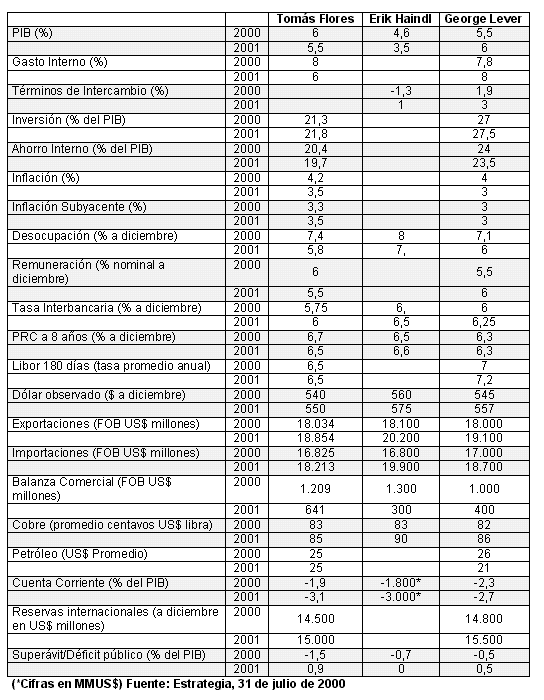 Tomás Flores Erik Haindl George Lever
PIB (%) 2000 6 4,6 5,5
2001 5,5 3,5 6
Gasto Interno (%) 2000 8 7,8
2001 6 8
Términos de Intercambio (%) 2000 -1,3 1,9
2001 1 3
Inversión (% del PIB) 2000 21,3 27
2001 21,8 27,5
Ahorro Interno (% del PIB) 2000 20,4 24
2001 19,7 23,5
Inflación (%) 2000 4,2 4
2001 3,5 3
Inflación Subyacente (%) 2000 3,3 3
2001 3,5 3
Desocupación (% a diciembre) 2000 7,4 8 7,1
2001 5,8 7, 6
Remuneración (% nominal a
diciembre) 2000 6 5,5
2001 5,5 6
Tasa Interbancaria (% a diciembre) 2000 5,75 6, 6
2001 6 6,5 6,25
PRC a 8 años (% a diciembre) 2000 6,7 6,5 6,3
2001 6,5 6,6 6,3
Libor 180 días (tasa promedio anual) 2000 6,5 7
2001 6,5 7,2
Dólar observado ($ a diciembre) 2000 540 560 545
2001 550 575 557
Exportaciones (FOB US$ millones) 2000 18.034 18.100 18.000
2001 18.854 20.200 19.100
Importaciones (FOB US$ millones) 2000 16.825 16.800 17.000
2001 18.213 19.900 18.700
Balanza Comercial (FOB US$
millones) 2000 1.209 1.300 1.000
2001 641 300 400
Cobre (promedio centavos US$ libra) 2000 83 83 82
2001 85 90 86
Petróleo (US$ Promedio) 2000 25 26
2001 25 21
Cuenta Corriente (% del PIB) 2000 -1,9 -1.800* -2,3
2001 -3,1 -3.000* -2,7
Reservas internacionales (a diciembre
en US$ millones) 2000 14.500 14.800
2001 15.000 15.500
Superávit/Déficit público (% del PIB) 2000 -1,5 -0,7 -0,5
2001 0,9 0 0,5
(*Cifras en MMUS$) Fuente: Estrategia, 31 de julio de 2000